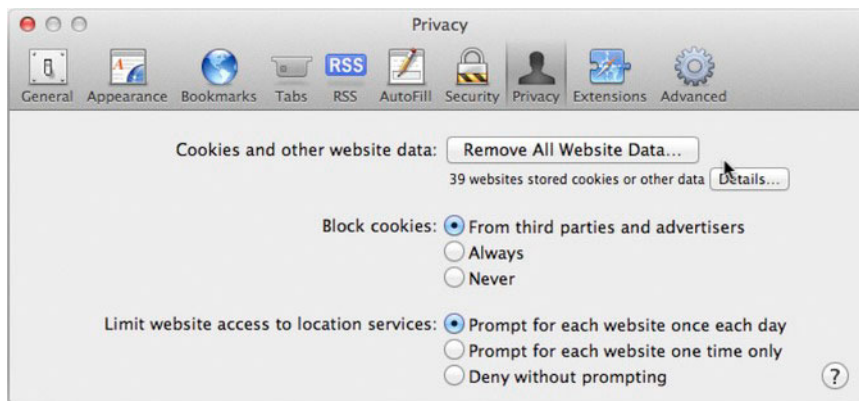 Privacy
RSS
General Appearance Bookmarks Tabs RSS AutoFill Security Privacy Extensions Advanced
Cookies and other website data: Remove All Website Data...
39 websites stored cookies or other data Details...
Block cookies: From third parties and advertisers
Always
Never
Limit website access to location services: Prompt for each website once each day
Prompt for each website one time only
Deny without prompting
?